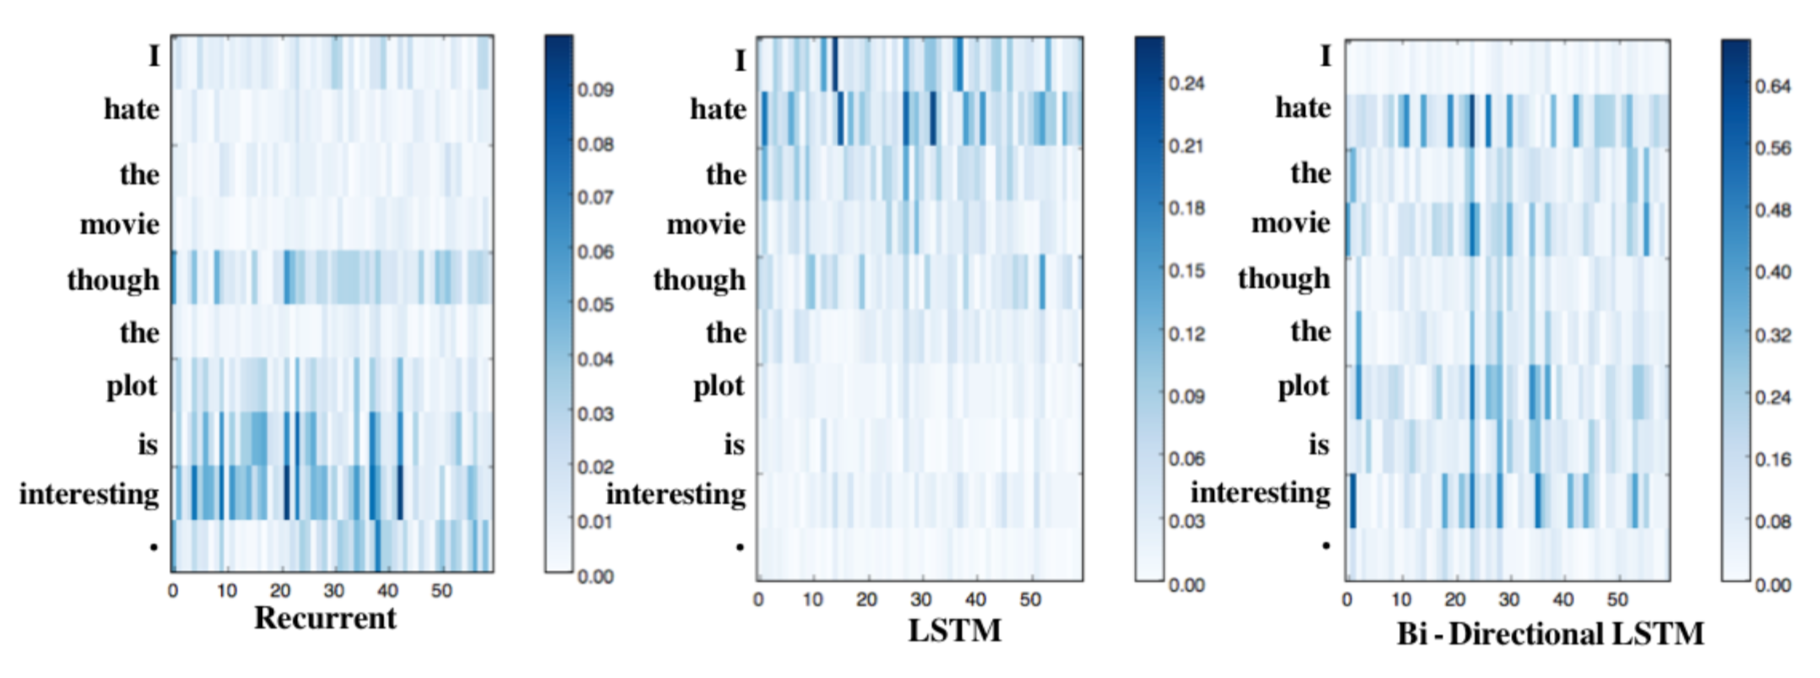 I
hate
the
movie
though
the
plot
is
interesting
.
0.09
0.08
0.07
0.06
0.05
0.04
0.03
0.02
0.01
0.00
0 10 20 30 40 50
Recurrent
I
hate
the
movie
though
the
plot
is
interesting
.
0.24
0.21
0.18
0.15
0.12
0.09
0.06
0.03
0.00
0 10 20 30 40 50
LSTM
I
hate
the
movie
though
the
plot
is
interesting
.
0.64
0.56
0.48
0.40
0.32
0.24
0.16
0.08
0.00
0 10 20 30 40 50
Bi - Directional LSTM